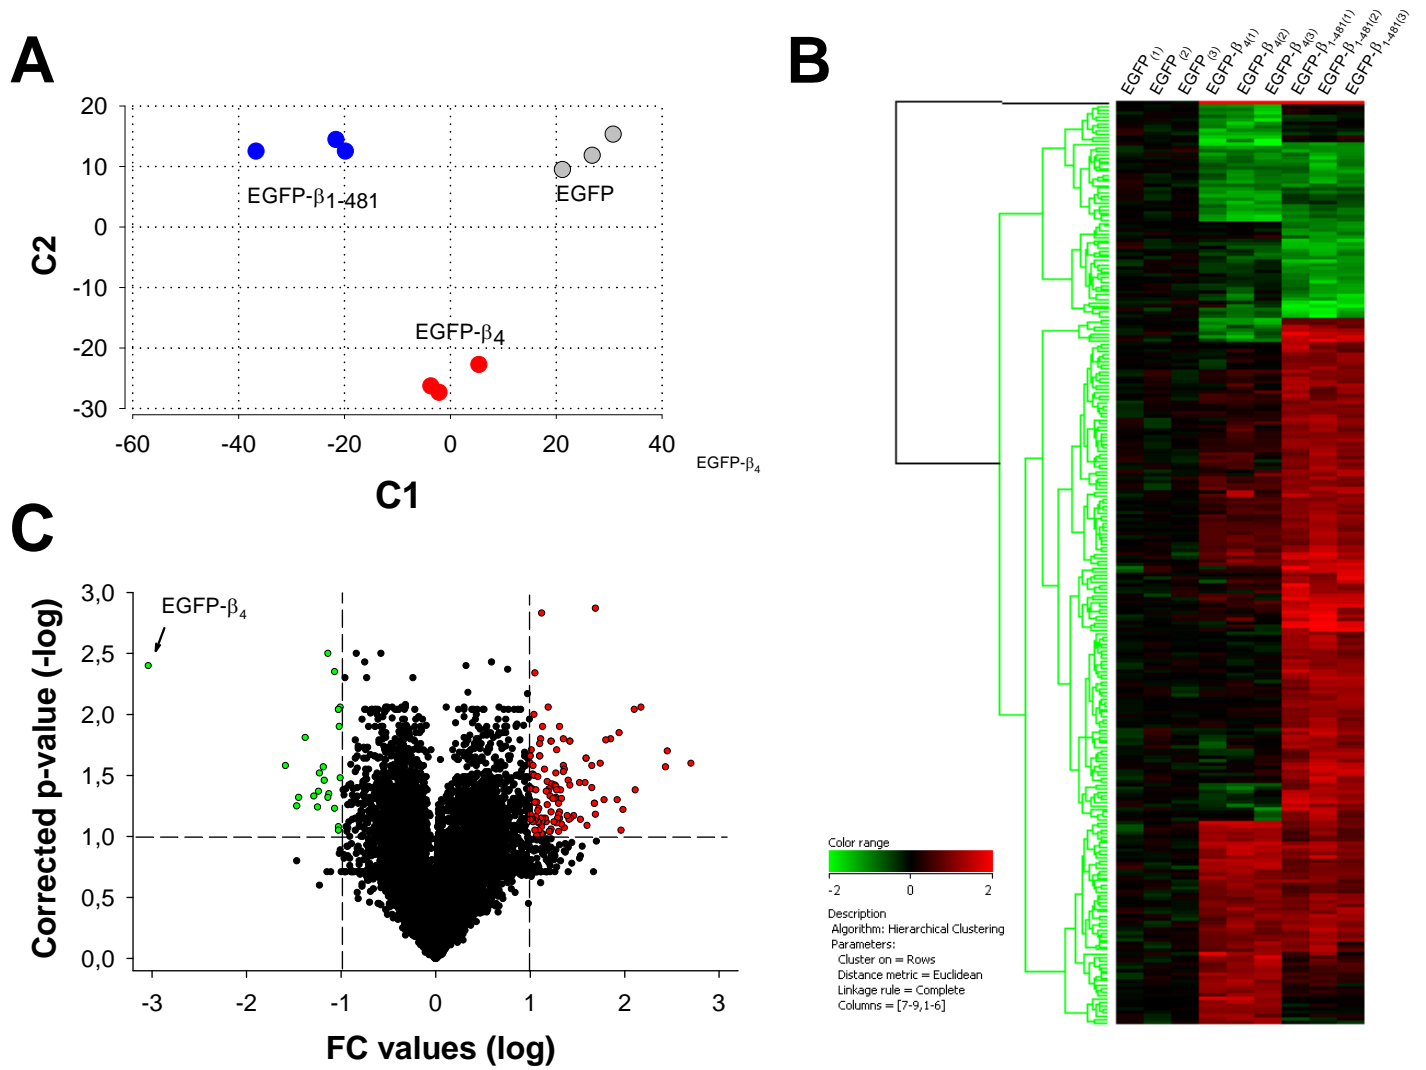 A
20
10
0
-10
-20
-30
C2
EGFP-β1-481
EGFP
EGFP-β4
-60
-40
-20
0
20
40
C1
EGFP-β4
B
EGFP(1)
EGFP(2)
EGFP(3)
EGFP-β4(1)
EGFP-β4(2)
EGFP-β4(3)
EGFP-β1-481(1)
EGFP-β1-481(2)
EGFP-β1-481(3)
Color range
-2
0
2
Description
Algorithm: Hierarchical Clustering
Parameters:
Cluster on = Rows
Distance metric = Euclidean
Linkage rule = Complete
Columns = [7-9,1-6]
C
3,0
2,5
2,0
1,5
1,0
0,5
0,0
Corrected p-value (-log)
EGFP-β4
-3
-2
-1
0
1
2
3
FC values (log)